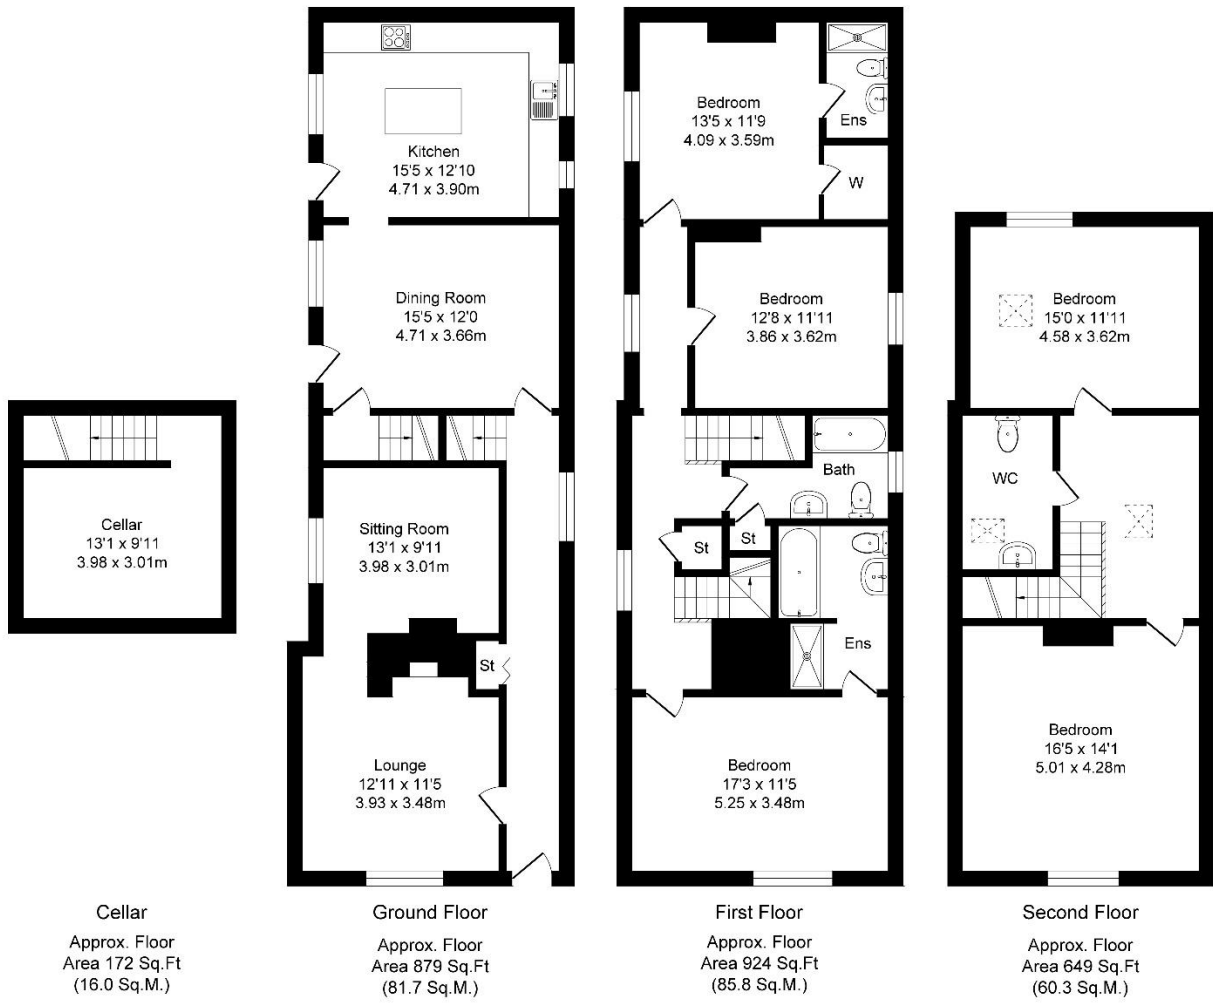 Cellar
13'1 x 9'11
3.98 x 3.01m
Kitchen
15'5 x 12'10
4.71 x 3.90m
Dining Room
15'5 x 12'0
4.71 x 3.66m
Sitting Room
13'1 x 9'11
3.98 x 3.01m
St
Lounge
12'11 x 11'5
3.93 x 3.48m
Bedroom
13'5 x 11'9
4.09 x 3.59m
Ens
W
Bedroom
12'8 x 11'11
3.86 x 3.62m
Bath
St
St
Ens
Bedroom
17'3 x 11'5
5.25 x 3.48m
Bedroom
15'0 x 11'11
4.58 x 3.62m
WC
Bedroom
16'5 x 14'1
5.01 x 4.28m
Cellar
Approx. Floor
Area 172 Sq.Ft
(16.0 Sq.M.)
Ground Floor
Approx. Floor
Area 879 Sq.Ft
(81.7 Sq.M.)
First Floor
Approx. Floor
Area 924 Sq.Ft
(85.8 Sq.M.)
Second Floor
Approx. Floor
Area 649 Sq.Ft
(60.3 Sq.M.)